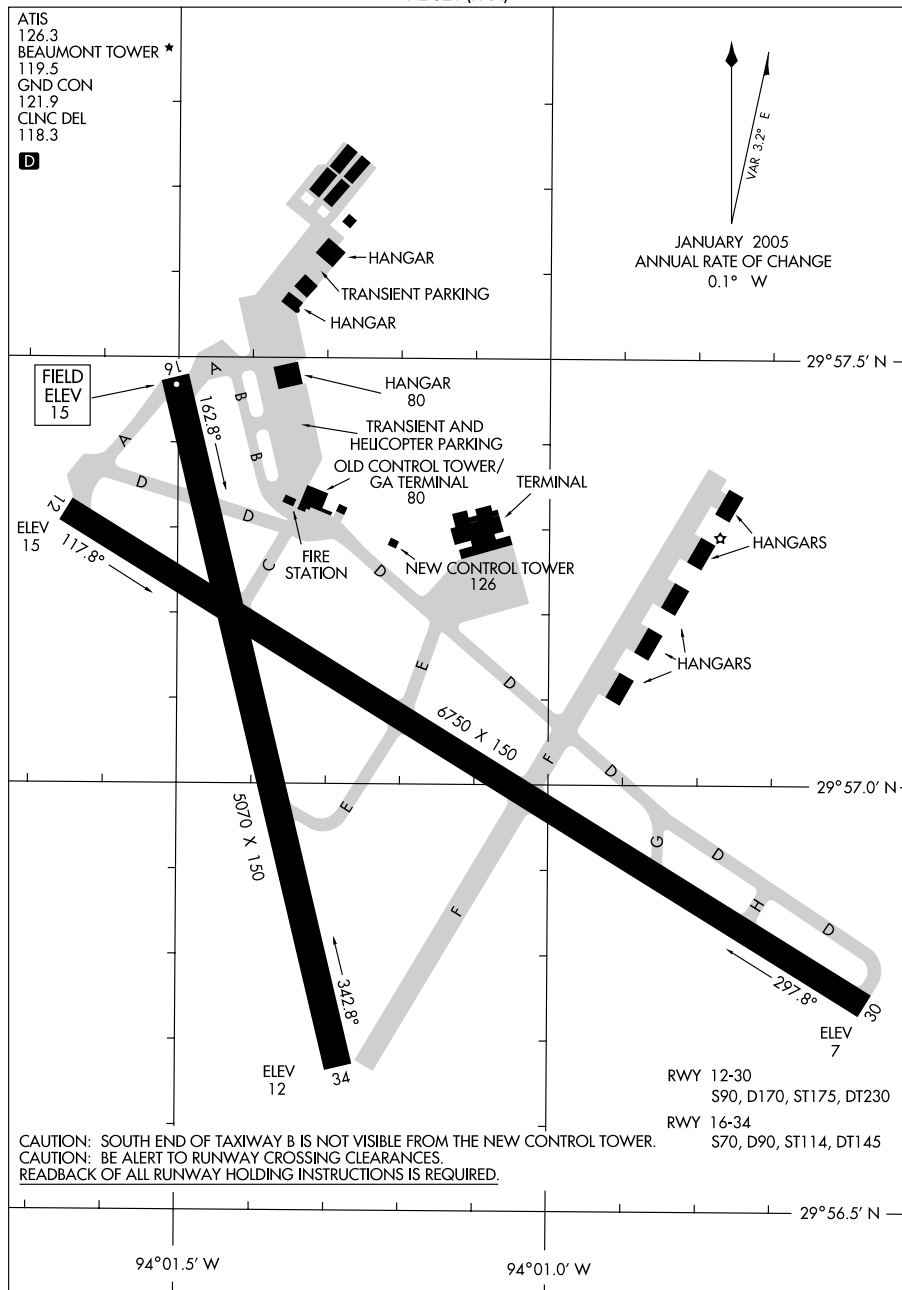 ATIS
126.3
BEAUMONT TOWER ★
119.5
GND CON
121.9
CLNC DEL
118.3
D
VAR 3.2° E
JANUARY 2005
ANNUAL RATE OF CHANGE
0.1° W
HANGAR
TRANSIENT PARKING
HANGAR
29°57.5' N
FIELD
ELEV
15
16
A
162.8°
B
B
HANGAR
80
TRANSIENT AND
HELICOPTER PARKING
OLD CONTROL TOWER/
GA TERMINAL
80
TERMINAL
A
D
D
12
ELEV
15
117.8°
C
FIRE
STATION
D
NEW CONTROL TOWER
126
HANGARS
HANGARS
E
D
6750 X 150
F
D
29°57.0' N
E
5070 X 150
G
D
F
H
D
342.8°
297.8°
30
ELEV
7
ELEV
12
34
RWY 12-30
S90, D170, ST175, DT230
RWY 16-34
S70, D90, ST114, DT145
CAUTION: SOUTH END OF TAXIWAY B IS NOT VISIBLE FROM THE NEW CONTROL TOWER.
CAUTION: BE ALERT TO RUNWAY CROSSING CLEARANCES.
READBACK OF ALL RUNWAY HOLDING INSTRUCTIONS IS REQUIRED.
29°56.5' N
94°01.5' W
94°01.0' W